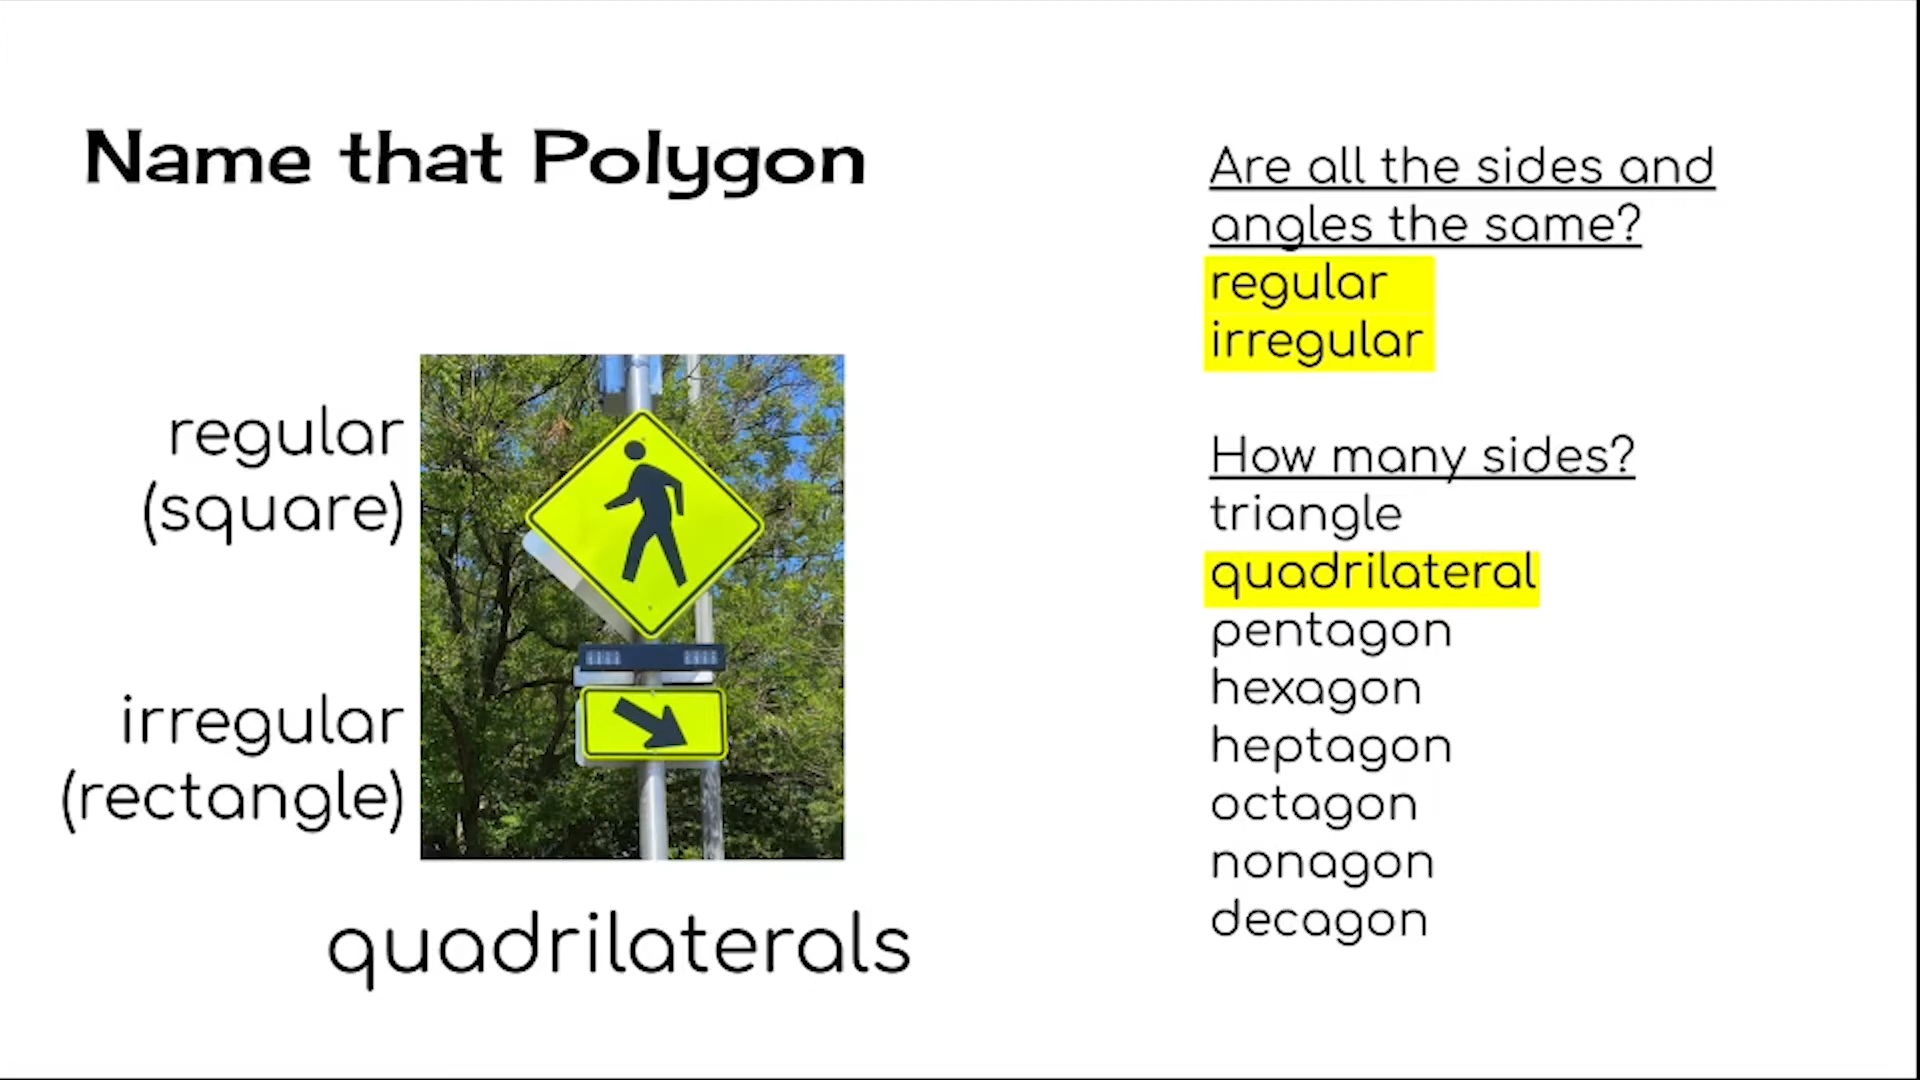 Name that Polygon
regular
(square)
irregular
(rectangle)
quadrilaterals
Are all the sides and
angles the same?
regular
irregular
How many sides?
triangle
quadrilateral
pentagon
hexagon
heptagon
octagon
nonagon
decagon